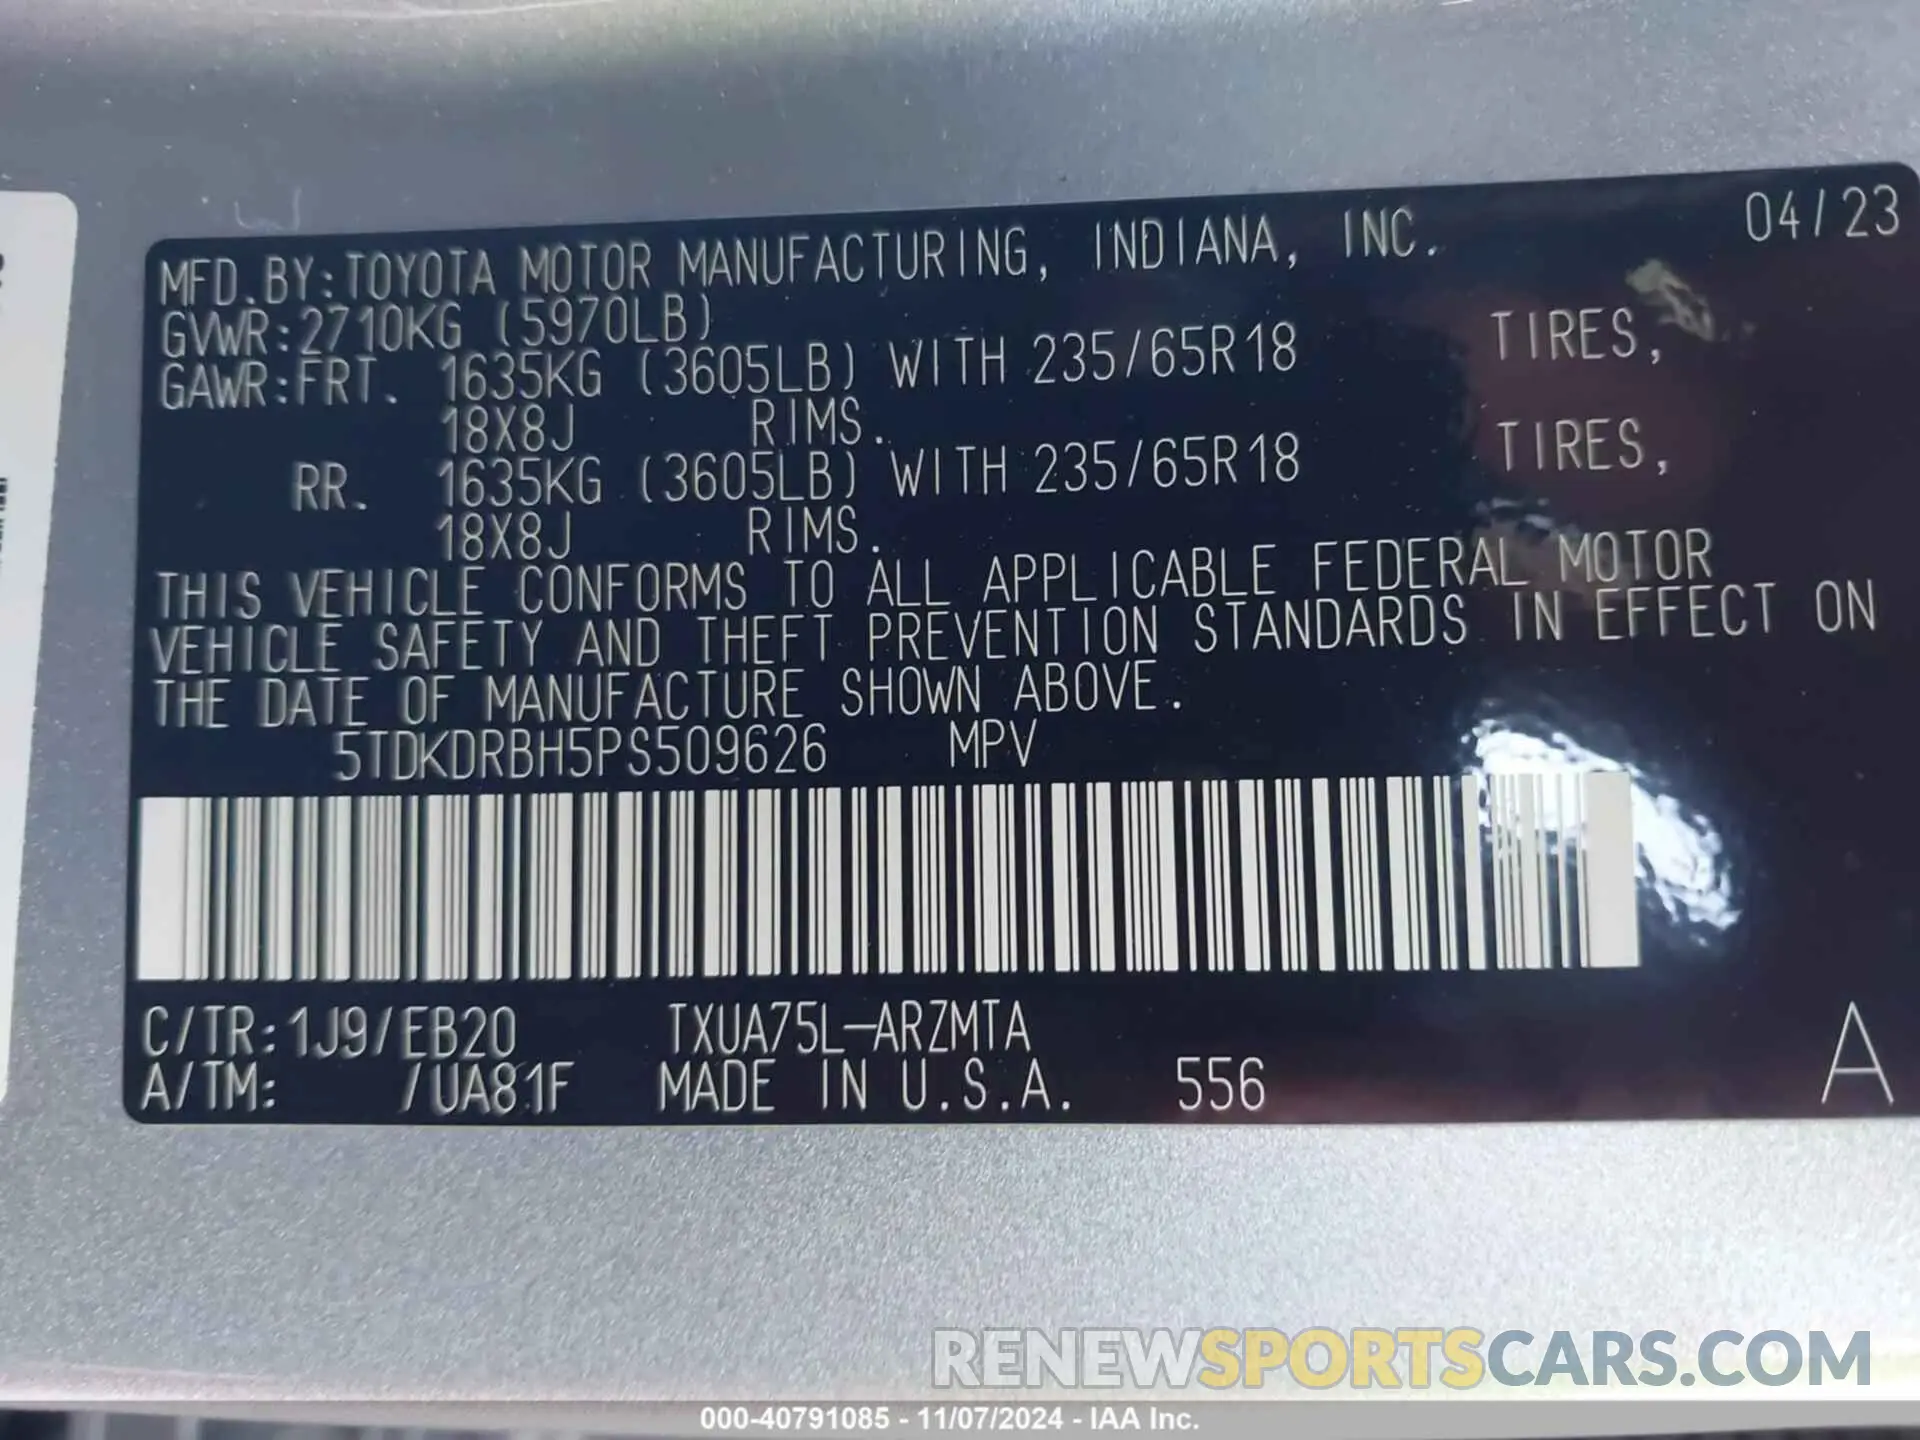 04/23
MFD.BY:TOYOTA MOTOR MANUFACTURING, INDIANA, INC.
GVWR:2710KG (5970LB)
GAWR:FRT. 1635KG (3605LB) WITH 235/65R18 TIRES,
18X8J RIMS.
RR. 1635KG (3605LB) WITH 235/65R18 TIRES,
18X8J RIMS.
THIS VEHICLE CONFORMS TO ALL APPLICABLE FEDERAL MOTOR
VEHICLE SAFETY AND THEFT PREVENTION STANDARDS IN EFFECT ON
THE DATE OF MANUFACTURE SHOWN ABOVE.
5TDKDRBH5PS509626 MPV
C/TR:1J9/EB20 TXUA75L-ARZMTA
A/TM: /UA81F MADE IN U.S.A. 556 A
RENEWSPORTSCARS.COM
000-40791085 - 11/07/2024 - IAA Inc.